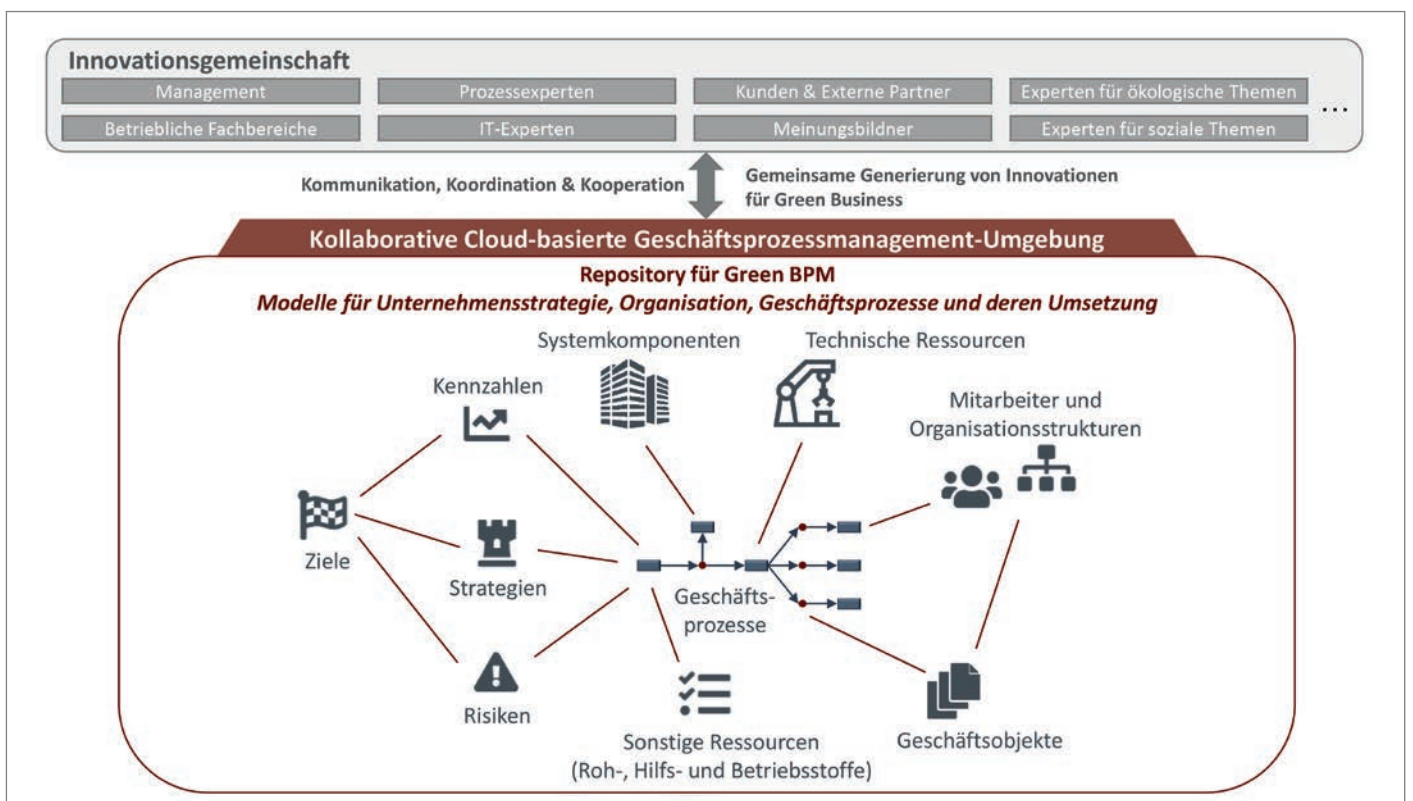 Innovationsgemeinschaft
Management
Prozessexperten
Kunden & Externe Partner
Experten für ökologische Themen
Betriebliche Fachbereiche
IT-Experten
Meinungsbildner
Experten für soziale Themen
...
Kommunikation, Koordination & Kooperation
Gemeinsame Generierung von Innovationen
für Green Business
Kollaborative Cloud-basierte Geschäftsprozessmanagement-Umgebung
Repository für Green BPM
Modelle für Unternehmensstrategie, Organisation, Geschäftsprozesse und deren Umsetzung
Systemkomponenten
Technische Ressourcen
Kennzahlen
Mitarbeiter und
Organisationsstrukturen
Ziele
Strategien
Geschäfts-
prozesse
Risiken
Sonstige Ressourcen
(Roh-, Hilfs- und Betriebsstoffe)
Geschäftsobjekte